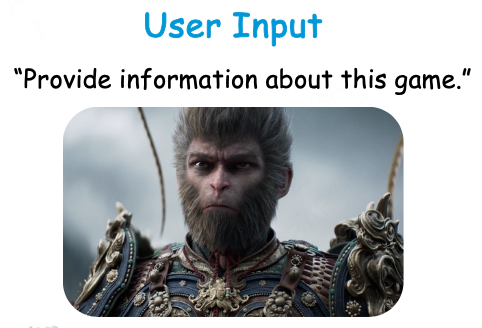 User Input
“Provide information about this game.”